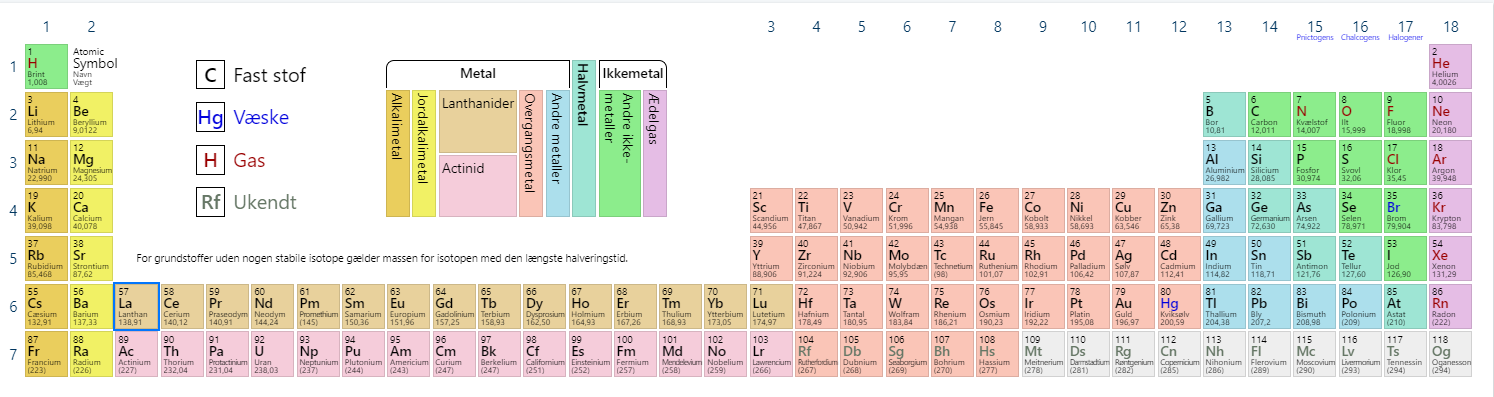 1 2 3 4 5 6 7 8 9 10 11 12 13 14 15 16 17 18
Pnictogens Chalcogens Halogener
1
1
H
Brint
1,008
Atomic
Symbol
Navn
Vægt
2
He
Helium
4,0026
C Fast stof
Hg Væske
H Gas
Rf Ukendt
Metal
Halvmetal
Ikkemetal
Alkalimetal
Jordalkalimetal
Lanthanider
Actinid
Overgangsmetal
Andre metaller
Andre ikke-
metaller
Ædelgas
2
3 4 5 6 7 8 9 10
Li Be B C N O F Ne
Lithium Beryllium Bor Carbon Kvælstof Ilt Fluor Neon
6,94 9,0122 10,81 12,011 14,007 15,999 18,998 20,180
3
11 12 13 14 15 16 17 18
Na Mg Al Si P S Cl Ar
Natrium Magnesium Aluminium Silicium Fosfor Svovl Klor Argon
22,990 24,305 26,982 28,085 30,974 32,06 35,45 39,948
4
19 20 21 22 23 24 25 26 27 28 29 30 31 32 33 34 35 36
K Ca Sc Ti V Cr Mn Fe Co Ni Cu Zn Ga Ge As Se Br Kr
Kalium Calcium Scandium Titan Vanadium Krom Mangan Jern Kobolt Nikkel Kobber Zink Gallium Germanium Arsen Selen Brom Krypton
39,098 40,078 44,956 47,867 50,942 51,996 54,938 55,845 58,933 58,693 63,546 65,38 69,723 72,630 74,922 78,971 79,904 83,798
5
37 38 39 40 41 42 43 44 45 46 47 48 49 50 51 52 53 54
Rb Sr Y Zr Nb Mo Tc Ru Rh Pd Ag Cd In Sn Sb Te I Xe
Rubidium Strontium Yttrium Zirconium Niobium Molybdæn Technetium Ruthenium Rhodium Palladium Sølv Cadmium Indium Tin Antimon Tellur Jod Xenon
85,468 87,62 88,906 91,224 92,906 95,95 (98) 101,07 102,91 106,42 107,87 112,41 114,82 118,71 121,76 127,60 126,90 131,29
For grundstoffer uden nogen stabile isotope gælder massen for isotopen med den længste halveringstid.
6
55 56 57 58 59 60 61 62 63 64 65 66 67 68 69 70 71 72 73 74 75 76 77 78 79 80 81 82 83 84 85 86
Cs Ba La Ce Pr Nd Pm Sm Eu Gd Tb Dy Ho Er Tm Yb Lu Hf Ta W Re Os Ir Pt Au Hg Tl Pb Bi Po At Rn
Cæsium Barium Lanthan Cerium Praseodym Neodym Promethium Samarium Europium Gadolinium Terbium Dysprosium Holmium Erbium Thulium Ytterbium Lutetium Hafnium Tantal Wolfram Rhenium Osmium Iridium Platin Guld Kviksølv Thallium Bly Bismuth Polonium Astat Radon
132,91 137,33 138,91 140,12 140,91 144,24 (145) 150,36 151,96 157,25 158,93 162,50 164,93 167,26 168,93 173,05 174,97 178,49 180,95 183,84 186,21 190,23 192,22 195,08 196,97 200,59 204,38 207,2 208,98 (209) (210) (222)
7
87 88 89 90 91 92 93 94 95 96 97 98 99 100 101 102 103 104 105 106 107 108 109 110 111 112 113 114 115 116 117 118
Fr Ra Ac Th Pa U Np Pu Am Cm Bk Cf Es Fm Md No Lr Rf Db Sg Bh Hs Mt Ds Rg Cn Nh Fl Mc Lv Ts Og
Francium Radium Actinium Thorium Protactinium Uran Neptunium Plutonium Americium Curium Berkelium Californium Einsteinium Fermium Mendelevium Nobelium Lawrencium Rutherfordium Dubnium Seaborgium Bohrium Hassium Meitnerium Darmstadtium Røntgenium Copernicium Nihonium Flerovium Moscovium Livermorium Tennessin Oganesson
(223) (226) (227) 232,04 231,04 238,03 (237) (244) (243) (247) (247) (251) (252) (257) (258) (259) (266) (267) (268) (269) (270) (277) (278) (281) (282) (285) (286) (289) (290) (293) (294) (294)